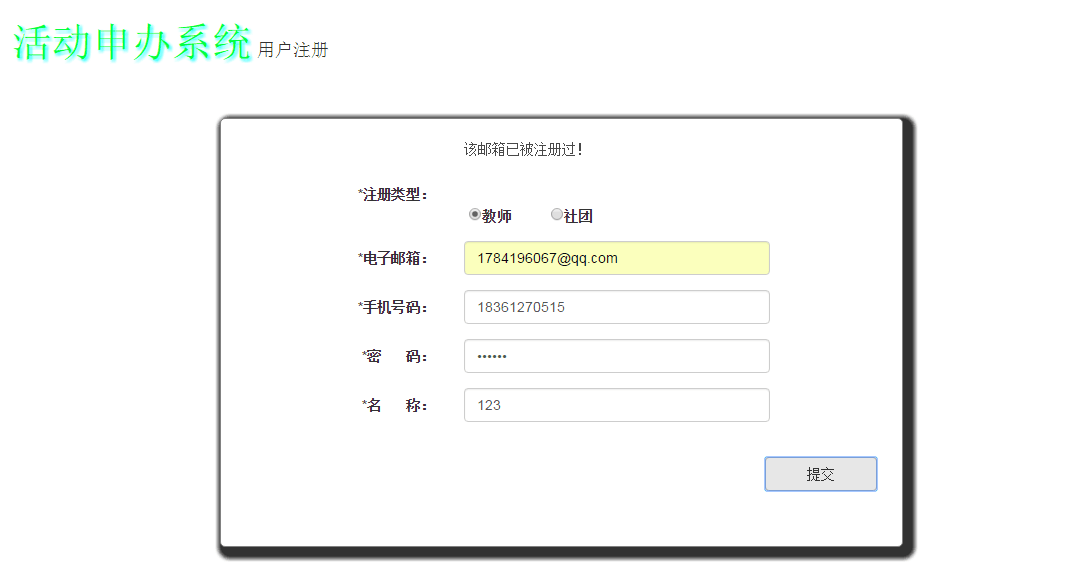 活动申办系统 用户注册
该邮箱已被注册过！
*注册类型：
教师 社团
*电子邮箱： 1784196067@qq.com
*手机号码： 18361270515
*密 码： ••••••
*名 称： 123
提交